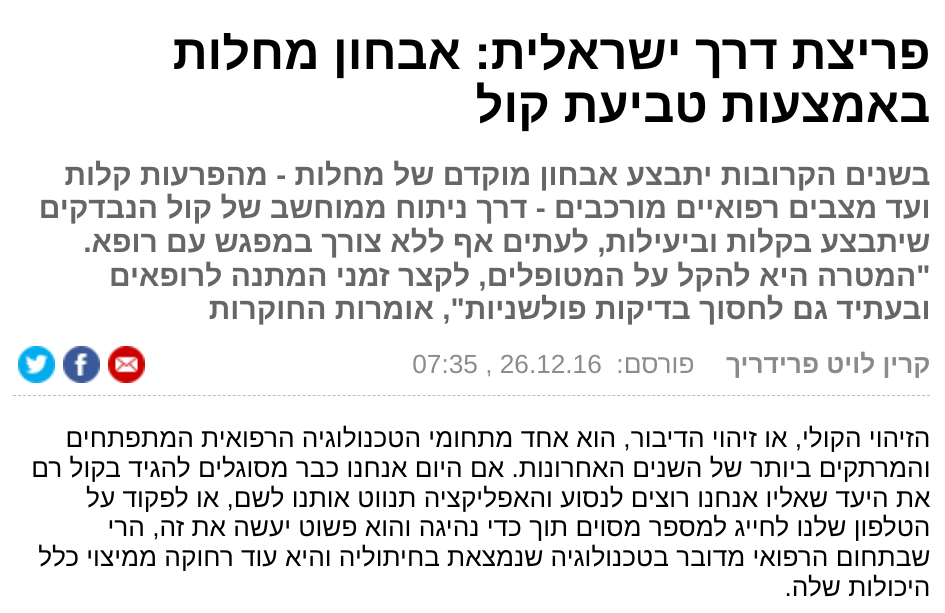 פריצת דרך ישראלית: אבחון מחלות
באמצעות טביעת קול
בשנים הקרובות יתבצע אבחון מוקדם של מחלות - מהפרעות קלות
ועד מצבים רפואיים מורכבים - דרך ניתוח ממוחשב של קול הנבדקים
שיתבצע בקלות וביעילות, לעתים אף ללא צורך במפגש עם רופא.
"המטרה היא להקל על המטופלים, לקצר זמני המתנה לרופאים
ובעתיד גם לחסוך בדיקות פולשניות", אומרות החוקרות
קרין לויט פרידריך פורסם: 26.12.16 , 07:35
הזיהוי הקולי, או זיהוי הדיבור, הוא אחד מתחומי הטכנולוגיה הרפואית המתפתחים
והמרתקים ביותר של השנים האחרונות. אם היום אנחנו כבר מסוגלים להגיד בקול רם
את היעד שאליו אנחנו רוצים לנסוע והאפליקציה תנווט אותנו לשם, או לפקוד על
הטלפון שלנו לחייג למספר מסוים תוך כדי נהיגה והוא פשוט יעשה את זה, הרי
שבתחום הרפואי מדובר בטכנולוגיה שנמצאת בחיתוליה והיא עוד רחוקה ממיצוי כלל
היכולות שלה.